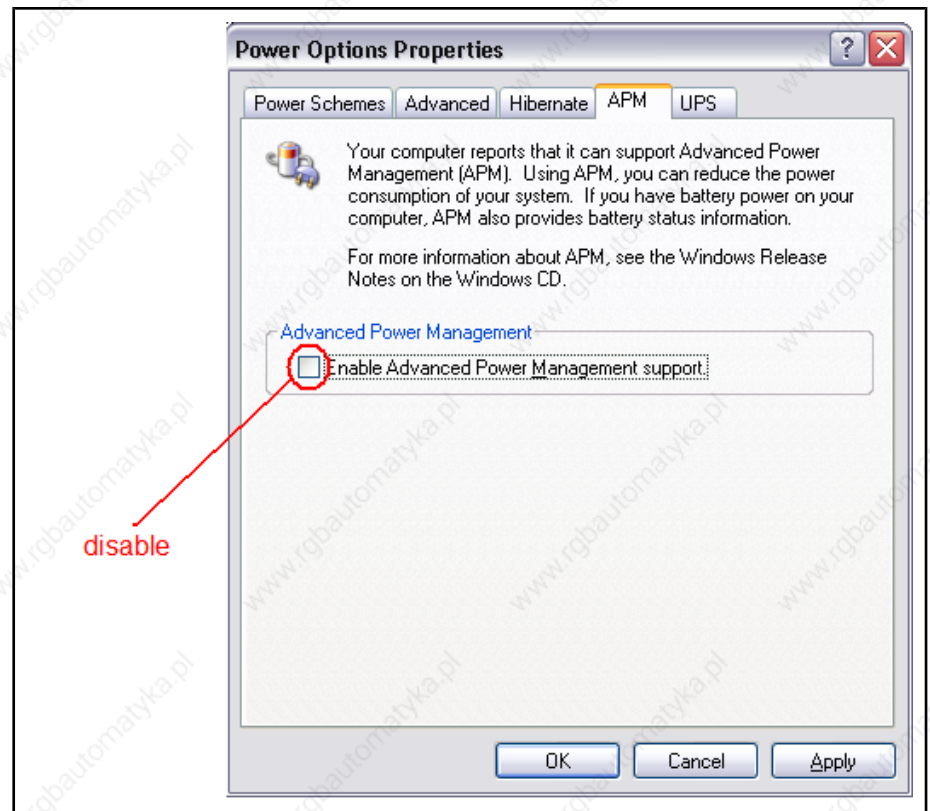 Power Options Properties
Power Schemes Advanced Hibernate APM UPS
Your computer reports that it can support Advanced Power
Management (APM). Using APM, you can reduce the power
consumption of your system. If you have battery power on your
computer, APM also provides battery status information.
For more information about APM, see the Windows Release
Notes on the Windows CD.
Advanced Power Management
Enable Advanced Power Management support.
disable
OK Cancel Apply
www.rgbautomatyka.pl